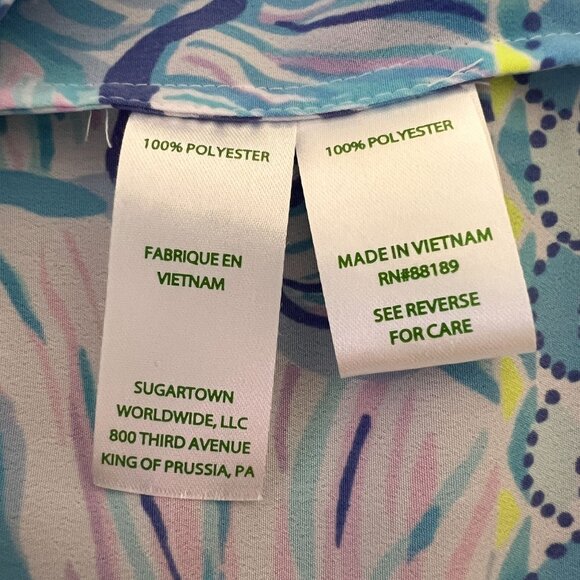 100% POLYESTER
FABRIQUE EN
VIETNAM
SUGARTOWN
WORLDWIDE, LLC
800 THIRD AVENUE
KING OF PRUSSIA, PA
100% POLYESTER
MADE IN VIETNAM
RN#88189
SEE REVERSE
FOR CARE